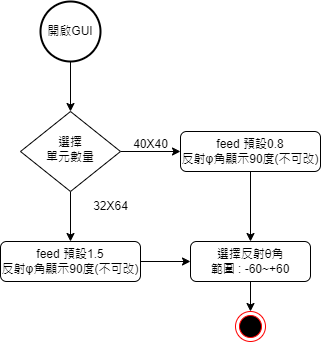 開啟GUI
選擇
單元數量
40X40
feed 預設0.8
反射φ角顯示90度(不可改)
32X64
feed 預設1.5
反射φ角顯示90度(不可改)
選擇反射θ角
範圍 : -60~+60